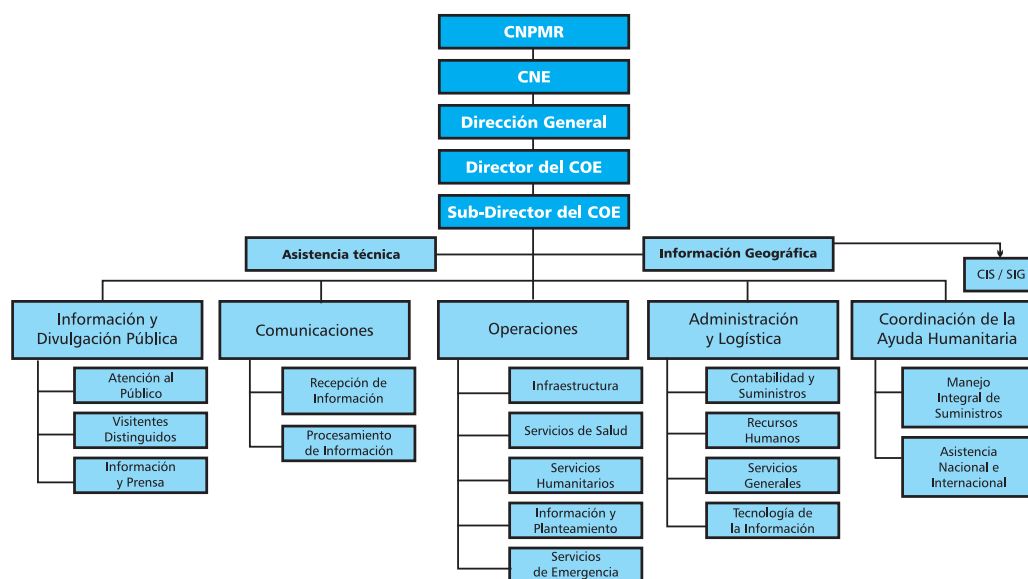 CNPMR
CNE
Dirección General
Director del COE
Sub-Director del COE
Asistencia técnica
Información Geográfica
CIS / SIG
Información y
Divulgación Pública
Atención al
Público
Visitentes
Distinguidos
Información
y Prensa
Comunicaciones
Recepción de
Información
Procesamiento
de Información
Operaciones
Infraestructura
Servicios de Salud
Servicios
Humanitarios
Información y
Planteamiento
Servicios
de Emergencia
Administración
y Logística
Contabilidad y
Suministros
Recursos
Humanos
Servicios
Generales
Tecnología de
la Información
Coordinación de la
Ayuda Humanitaria
Manejo
Integral de
Suministros
Asistencia
Nacional e
Internacional